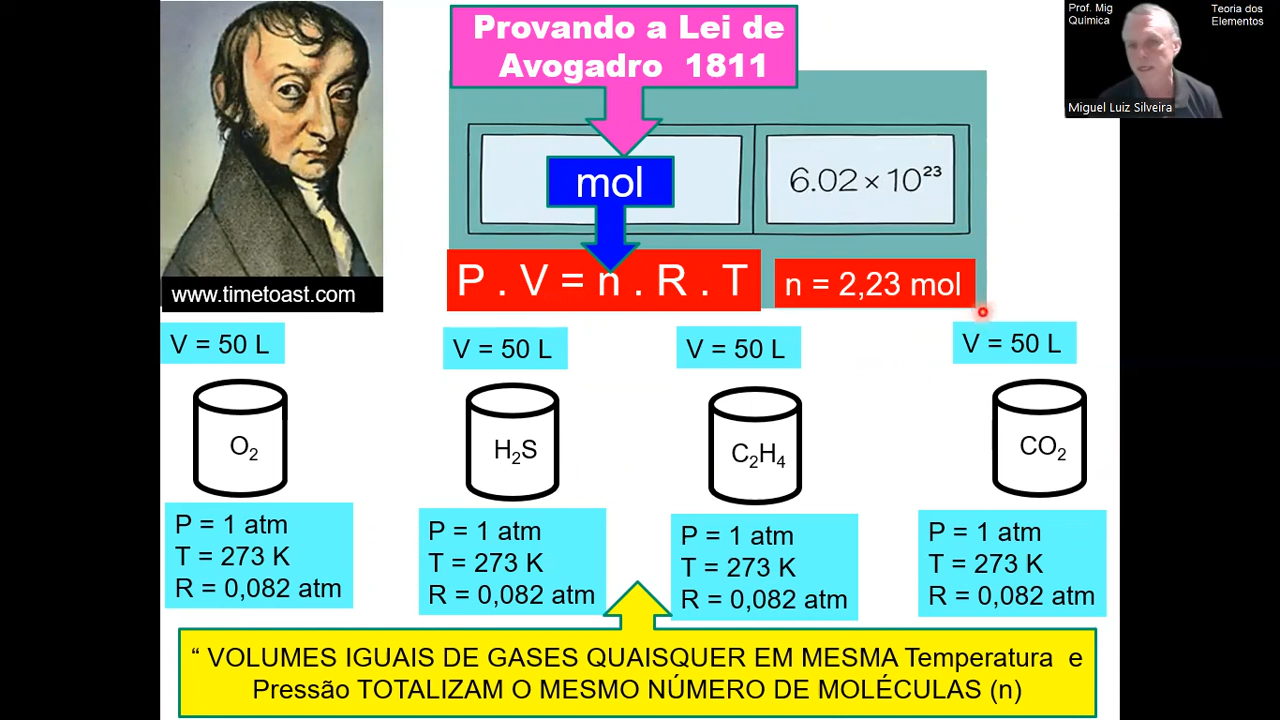 Provando a Lei de
Avogadro 1811
Prof. Mig
Química
Teoria dos
Elementos
Miguel Luiz Silveira
mol
6.02 × 10²³
P . V = n . R . T
n = 2,23 mol
www.timetoast.com
V = 50 L
V = 50 L
V = 50 L
V = 50 L
O₂
H₂S
C₂H₄
CO₂
P = 1 atm
T = 273 K
R = 0,082 atm
P = 1 atm
T = 273 K
R = 0,082 atm
P = 1 atm
T = 273 K
R = 0,082 atm
P = 1 atm
T = 273 K
R = 0,082 atm
“ VOLUMES IGUAIS DE GASES QUAISQUER EM MESMA Temperatura e
Pressão TOTALIZAM O MESMO NÚMERO DE MOLÉCULAS (n)